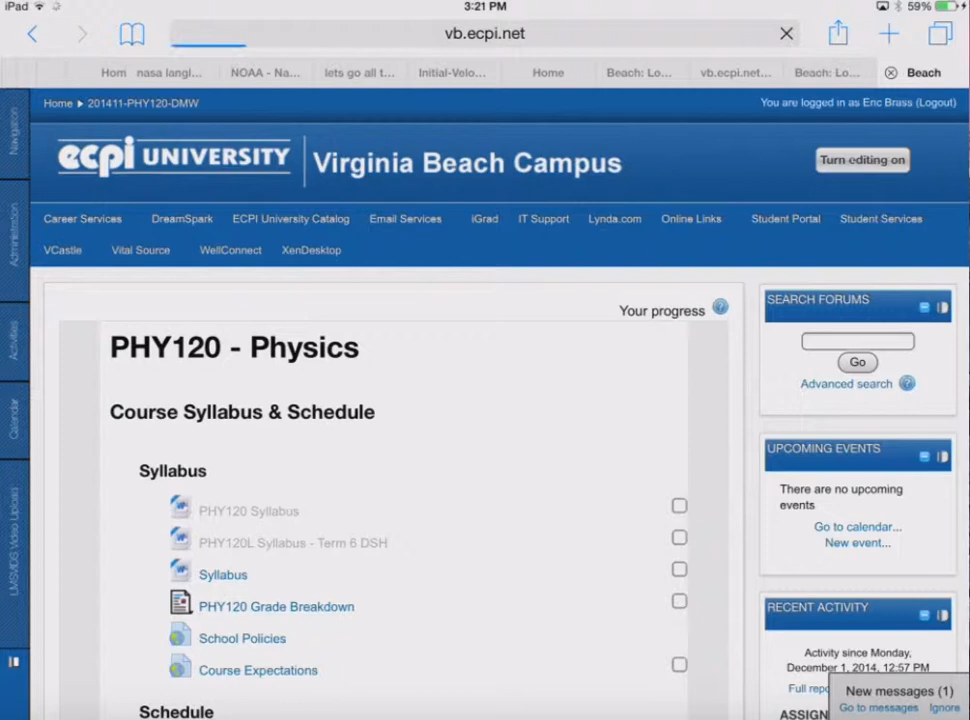 iPad 3:21 PM 59%
vb.ecpi.net
Hom nasa langl... NOAA - Na... lets go all t... Initial-Velo... Home Beach: Lo... vb.ecpi.net... Beach: Lo... Beach
Home 201411-PHY120-DMW You are logged in as Eric Brass (Logout)
ecpi UNIVERSITY Virginia Beach Campus Turn editing on
Career Services DreamSpark ECPI University Catalog Email Services iGrad IT Support Lynda.com Online Links Student Portal Student Services
VCastle Vital Source WellConnect XenDesktop
Navigation
Administration
Activities
Calendar
LMSMDS Video Upload
Your progress
PHY120 - Physics
Course Syllabus & Schedule
Syllabus
PHY120 Syllabus
PHY120L Syllabus - Term 6 DSH
Syllabus
PHY120 Grade Breakdown
School Policies
Course Expectations
Schedule
SEARCH FORUMS
Go
Advanced search
UPCOMING EVENTS
There are no upcoming
events
Go to calendar...
New event...
RECENT ACTIVITY
Activity since Monday,
December 1, 2014, 12:57 PM
Full repo
ASSIGN
New messages (1)
Go to messages Ignore